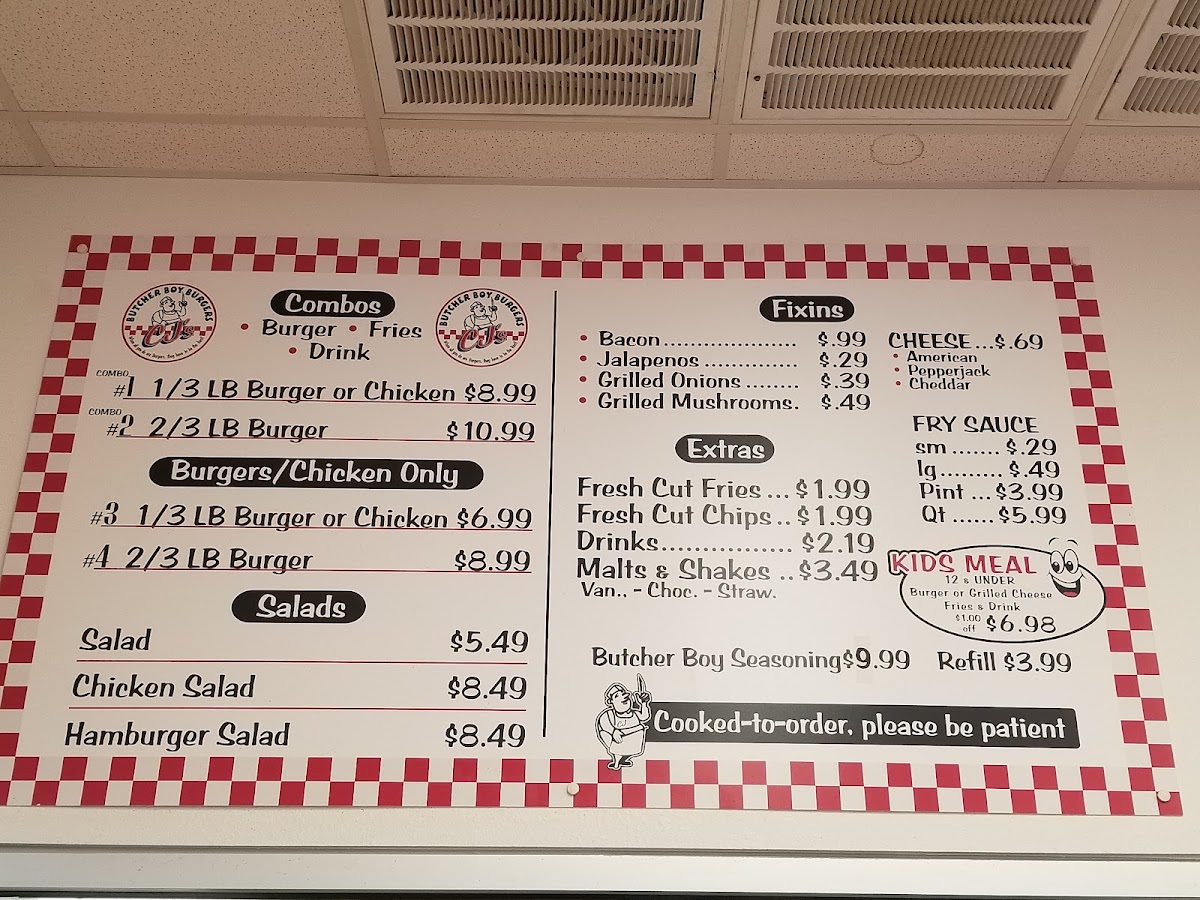 BUTCHER BOY BURGERS
CJ's
Combos
• Burger • Fries
• Drink
BUTCHER BOY BURGERS
CJ's
COMBO
#1 1/3 LB Burger or Chicken $8.99
COMBO
#2 2/3 LB Burger $10.99
Burgers/Chicken Only
#3 1/3 LB Burger or Chicken $6.99
#4 2/3 LB Burger $8.99
Salads
Salad $5.49
Chicken Salad $8.49
Hamburger Salad $8.49
Fixins
• Bacon..................... $.99
• Jalapenos ............... $.29
• Grilled Onions ........ $.39
• Grilled Mushrooms. $.49
CHEESE ...$.69
• American
• Pepperjack
• Cheddar
FRY SAUCE
sm ....... $.29
lg.......... $.49
Pint ... $3.99
Qt ...... $5.99
Extras
Fresh Cut Fries ... $1.99
Fresh Cut Chips .. $1.99
Drinks................. $2.19
Malts & Shakes .. $3.49
Van., - Choc. - Straw.
KIDS MEAL
12 & UNDER
Burger or Grilled Cheese
Fries & Drink
$1.00
off $6.98
Butcher Boy Seasoning $9.99 Refill $3.99
Cooked-to-order, please be patient